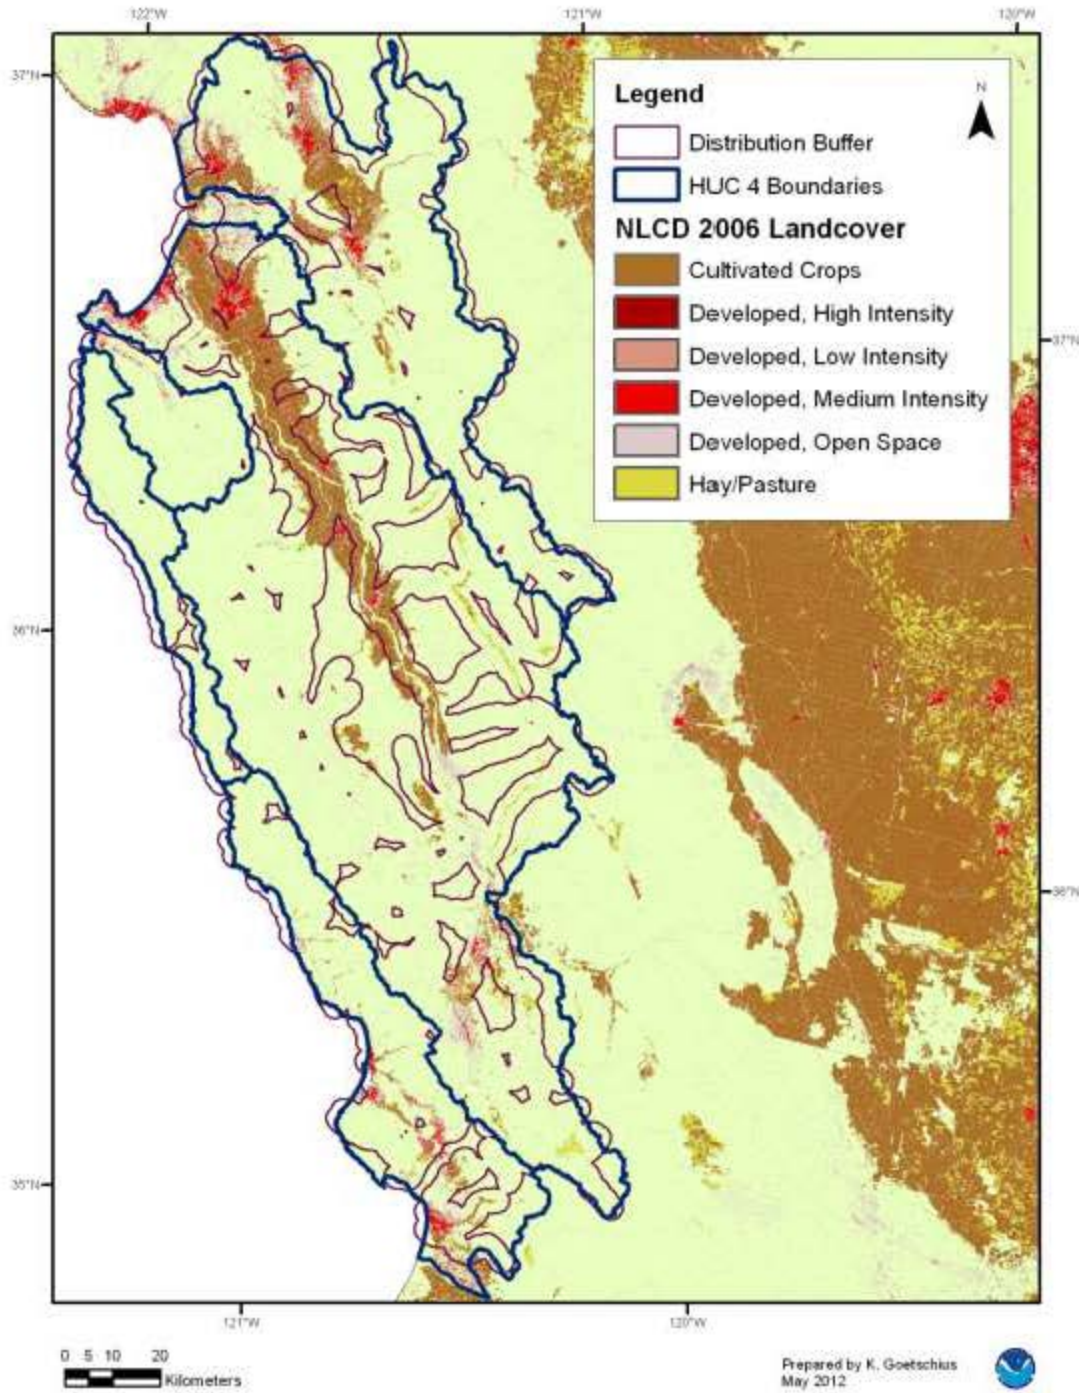 122°W 121°W 120°W
37°N
Legend
N
Distribution Buffer
HUC 4 Boundaries
NLCD 2006 Landcover
Cultivated Crops
Developed, High Intensity
Developed, Low Intensity
37°N
Developed, Medium Intensity
Developed, Open Space
Hay/Pasture
36°N
36°N
35°N
121°W 120°W
0 5 10 20
Kilometers
Prepared by K. Goetschius
May 2012